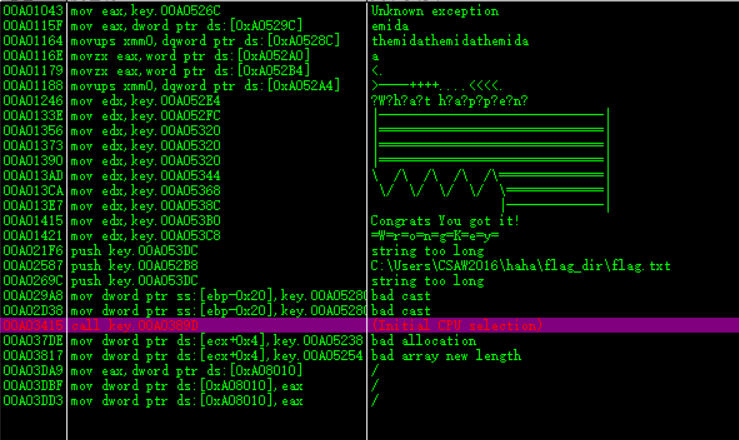 00A01043 mov eax,key.00A0526C Unknown exception
00A0115F mov eax,dword ptr ds:[0xA0529C] emida
00A01164 movups xmm0,dqword ptr ds:[0xA0528C] themidathemidathemida
00A0116E movzx eax,word ptr ds:[0xA052A0] a
00A01179 movzx eax,word ptr ds:[0xA052B4] <.
00A01188 movups xmm0,dqword ptr ds:[0xA052A4] >----++++....<<<<.
00A01246 mov edx,key.00A052E4 ?W?h?a?t h?a?p?p?e?n?
00A0133E mov edx,key.00A052FC
00A01356 mov edx,key.00A05320
00A01373 mov edx,key.00A05320
00A01390 mov edx,key.00A05320
00A013AD mov edx,key.00A05344
00A013CA mov edx,key.00A05368
00A013E7 mov edx,key.00A0538C
00A01415 mov edx,key.00A053B0 Congrats You got it!
00A01421 mov edx,key.00A053C8 =W=r=o=n=g=K=e=y=
00A021F6 push key.00A053DC string too long
00A02587 push key.00A052B8 C:\Users\CSAW2016\haha\flag_dir\flag.txt
00A0269C push key.00A053DC string too long
00A029A8 mov dword ptr ss:[ebp-0x20],key.00A05280 bad cast
00A02D38 mov dword ptr ss:[ebp-0x20],key.00A05280 bad cast
00A03415 call key.00A0389D (Initial CPU selection)
00A037DE mov dword ptr ds:[ecx+0x4],key.00A05238 bad allocation
00A03817 mov dword ptr ds:[ecx+0x4],key.00A05254 bad array new length
00A03DA9 mov eax,dword ptr ds:[0xA08010] /
00A03DBF mov dword ptr ds:[0xA08010],eax /
00A03DD3 mov dword ptr ds:[0xA08010],eax /